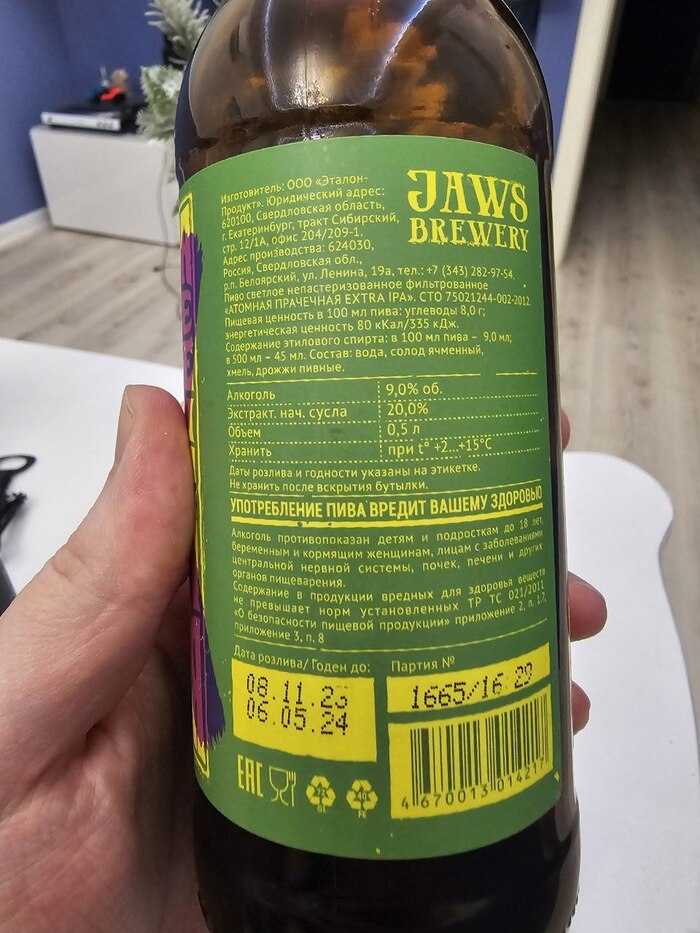 JAWS
BREWERY
Изготовитель: ООО «Эталон-
Продукт». Юридический адрес:
620100, Свердловская область,
г. Екатеринбург, тракт Сибирский,
стр. 12/1А, офис 204/209-1.
Адрес производства: 624030,
Россия, Свердловская обл.,
р.п. Белоярский, ул. Ленина, 19а, тел.: +7 (343) 282-97-54.
Пиво светлое непастеризованное фильтрованное
«АТОМНАЯ ПРАЧЕЧНАЯ EXTRA IPA». СТО 75021244-002-2012.
Пищевая ценность в 100 мл пива: углеводы 8,0 г;
энергетическая ценность 80 кКал/335 кДж.
Содержание этилового спирта: в 100 мл пива – 9,0 мл;
в 500 мл – 45 мл. Состав: вода, солод ячменный,
хмель, дрожжи пивные.
Алкоголь 9,0% об.
Экстракт. нач. сусла 20,0%
Объем 0,5 л
Хранить при t° +2...+15°C
Даты розлива и годности указаны на этикетке.
Не хранить после вскрытия бутылки.
УПОТРЕБЛЕНИЕ ПИВА ВРЕДИТ ВАШЕМУ ЗДОРОВЬЮ
Алкоголь противопоказан детям и подросткам до 18 лет,
беременным и кормящим женщинам, лицам с заболеваниями
центральной нервной системы, почек, печени и других
органов пищеварения.
Содержание в продукции вредных для здоровья веществ
не превышает норм установленных ТР ТС 021/2011
«О безопасности пищевой продукции» приложение 2, п. 1.7,
приложение 3, п. 8
Дата розлива/ Годен до: Партия №
08.11.23 1665/16 29
06.05.24
EAC
4 670013 014217